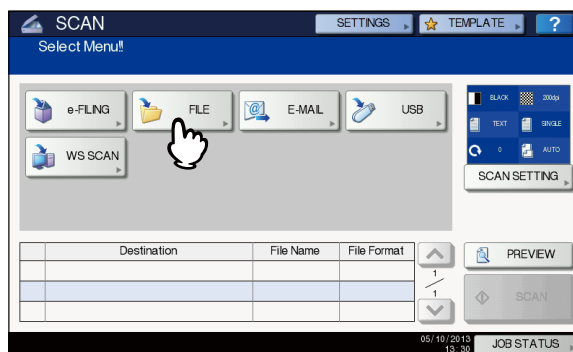 SCAN
SETTINGS
TEMPLATE
?
Select Menu!!
e-FILING
FILE
E-MAIL
USB
WS SCAN
BLACK
200dpi
TEXT
SINGLE
0
AUTO
SCAN SETTING
Destination
File Name
File Format
1
1
PREVIEW
SCAN
05/10/2013
13:30
JOB STATUS